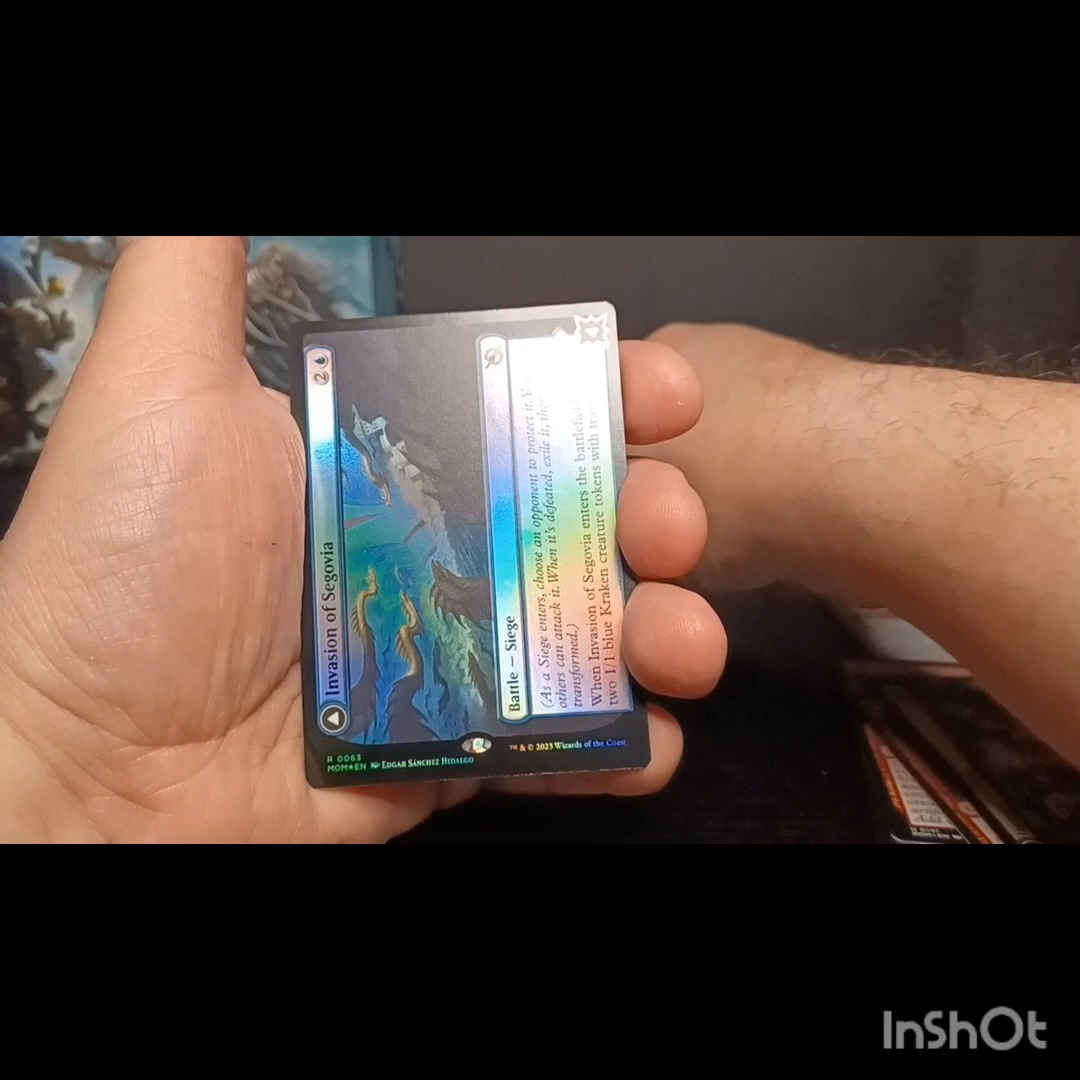 Invasion of Segovia
2
Battle – Siege
(As a Siege enters, choose an opponent to protect it.
others can attack it. When it's defeated, exile it,
transformed.)
When Invasion of Segovia enters the
two 1/1 blue Kraken creature tokens with
R 0063
MOM★EN EDGAR SÁNCHEZ HIDALGO
™ & © 2023 Wizards of the Coast
InShOt